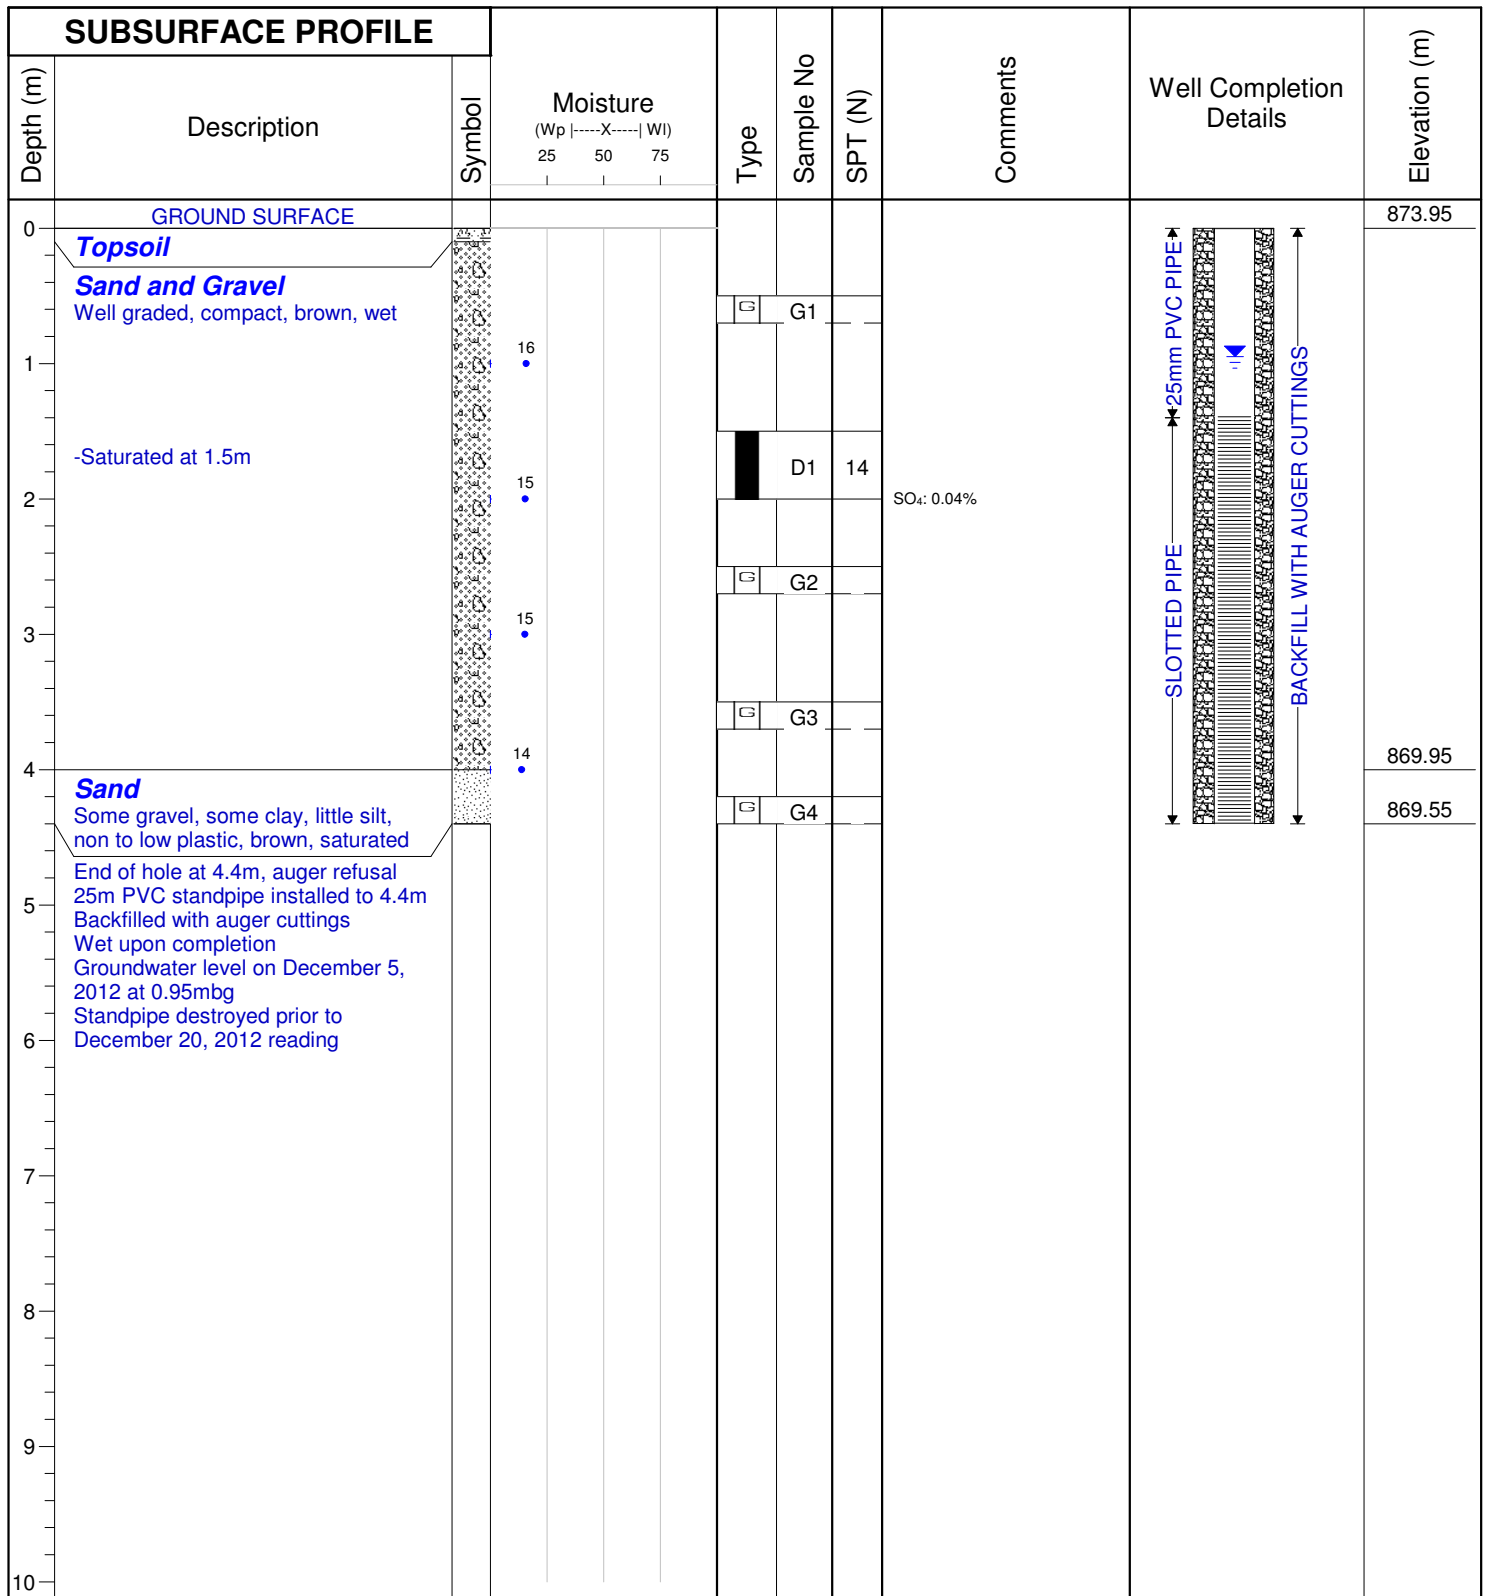 SUBSURFACE PROFILE
Depth (m)
Description
Symbol
Moisture
(Wp |-----X-----| Wl)
25 50 75
Type
Sample No
SPT (N)
Comments
Well Completion
Details
Elevation (m)
GROUND SURFACE
873.95
0
Topsoil
Sand and Gravel
Well graded, compact, brown, wet
G G1
16
1
-Saturated at 1.5m
D1 14
15
2
SO₄: 0.04%
G G2
15
3
G G3
14
869.95
4
Sand
Some gravel, some clay, little silt,
non to low plastic, brown, saturated
G G4
869.55
End of hole at 4.4m, auger refusal
25m PVC standpipe installed to 4.4m
5
Backfilled with auger cuttings
Wet upon completion
Groundwater level on December 5,
2012 at 0.95mbg
Standpipe destroyed prior to
December 20, 2012 reading
6
7
8
9
10
25mm PVC PIPE
SLOTTED PIPE
BACKFILL WITH AUGER CUTTINGS